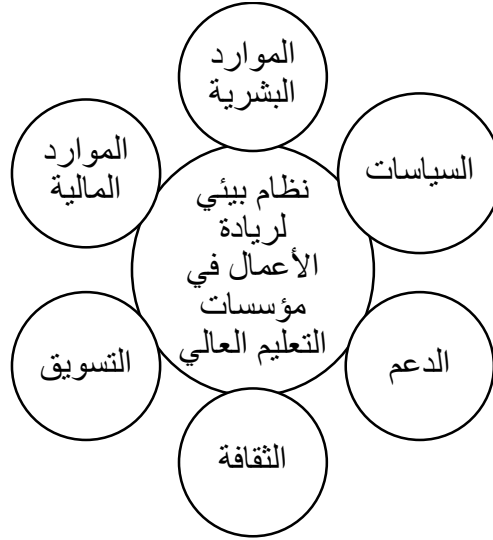 الموارد
البشرية
السياسات
الموارد
المالية
نظام بيئي
لريادة
الأعمال في
مؤسسات
التعليم العالي
الدعم
التسويق
الثقافة